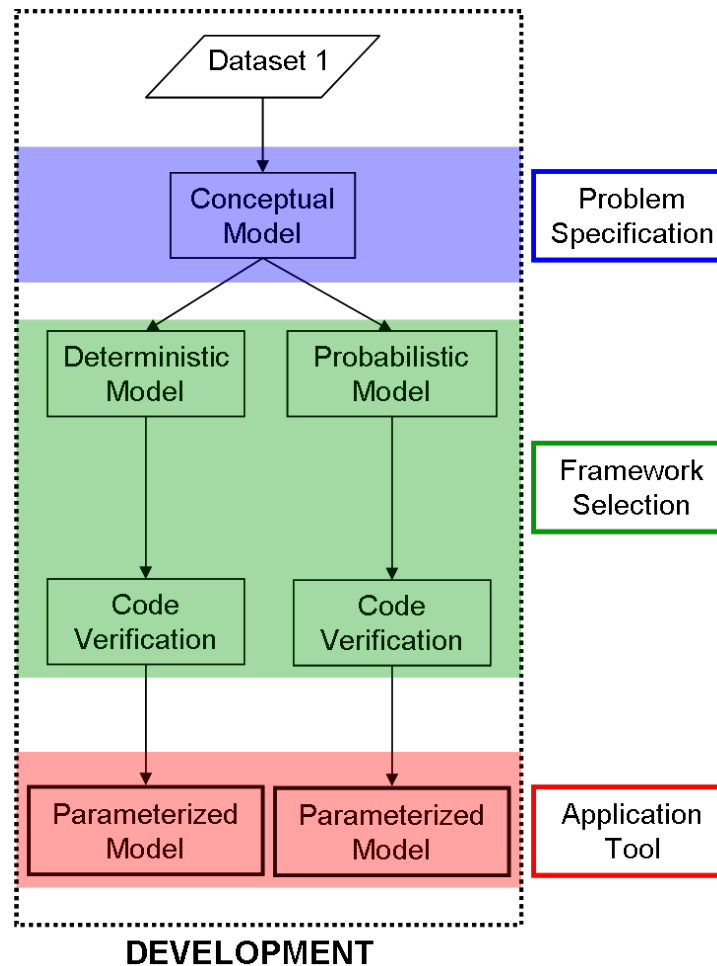 Dataset 1
Conceptual
Model
Problem
Specification
Deterministic
Model
Probabilistic
Model
Framework
Selection
Code
Verification
Code
Verification
Parameterized
Model
Parameterized
Model
Application
Tool
DEVELOPMENT